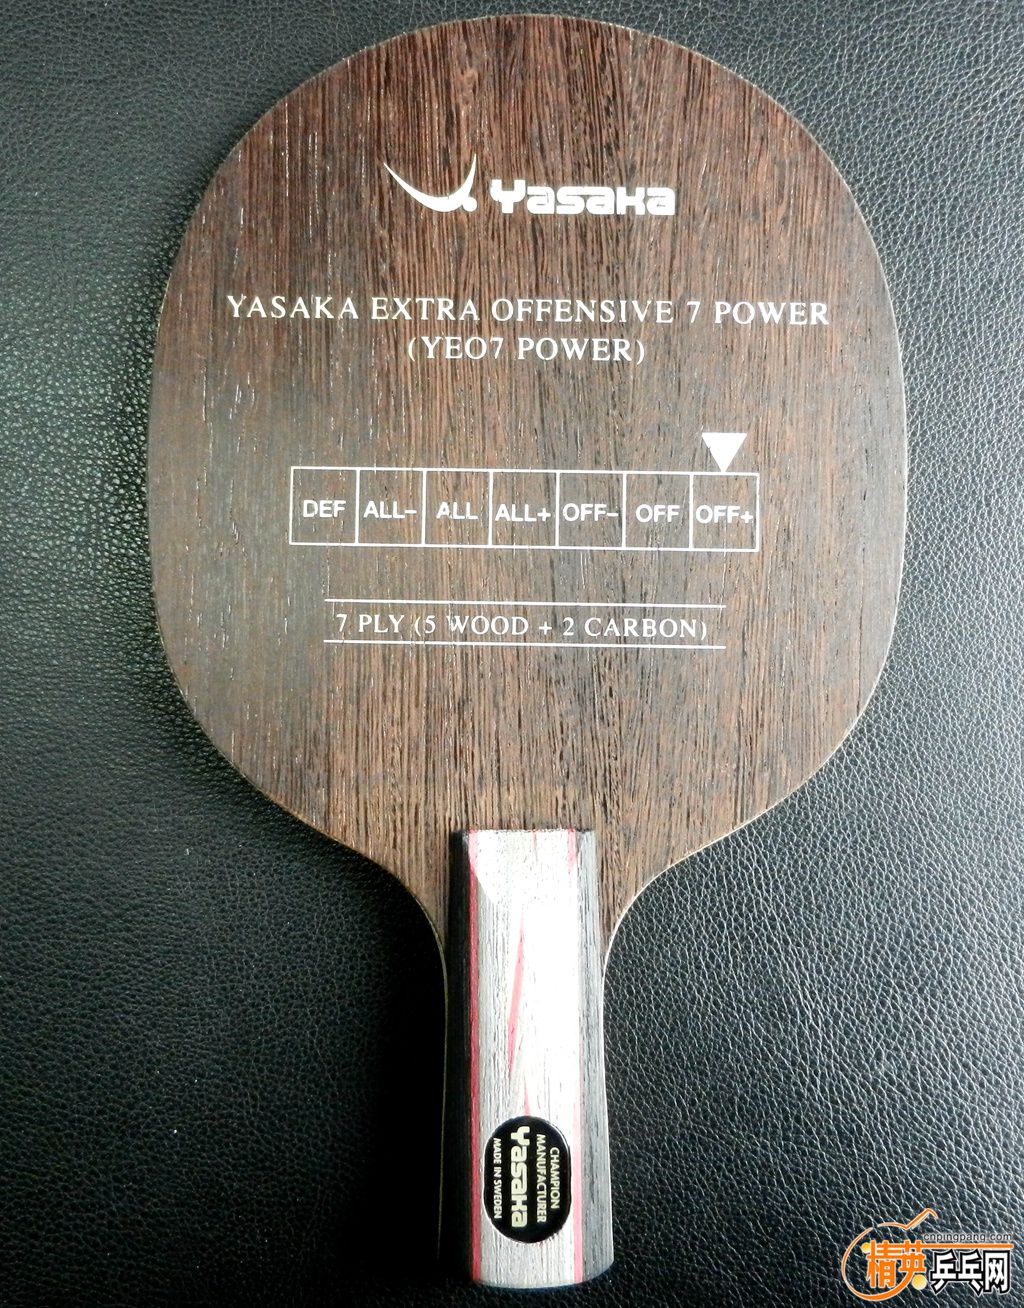 Yasaka
YASAKA EXTRA OFFENSIVE 7 POWER
(YEO7 POWER)
DEF ALL- ALL ALL+ OFF- OFF OFF+
7 PLY (5 WOOD + 2 CARBON)
CHAMPION
MANUFACTURER
Yasaka
MADE IN SWEDEN
cnpingpang.com
精英乒乓网